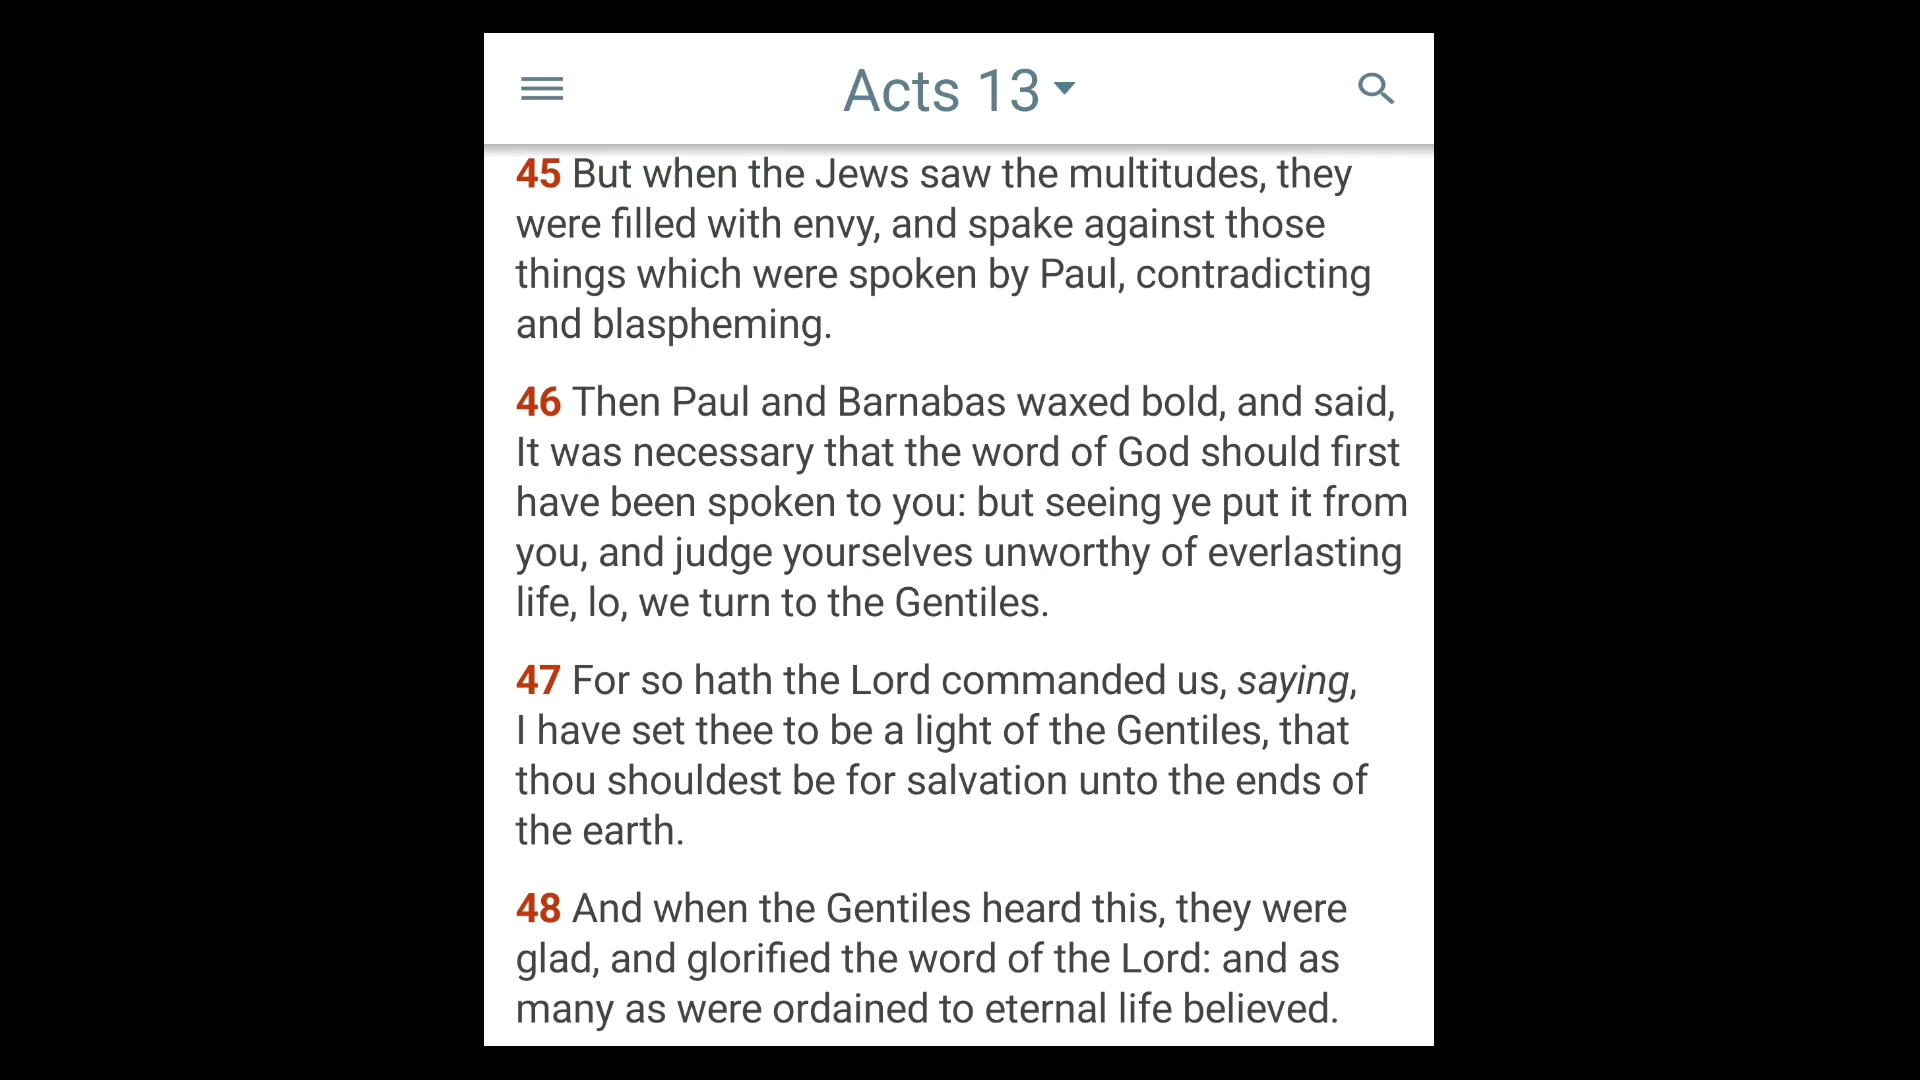 Acts 13
45 But when the Jews saw the multitudes, they
were filled with envy, and spake against those
things which were spoken by Paul, contradicting
and blaspheming.
46 Then Paul and Barnabas waxed bold, and said,
It was necessary that the word of God should first
have been spoken to you: but seeing ye put it from
you, and judge yourselves unworthy of everlasting
life, lo, we turn to the Gentiles.
47 For so hath the Lord commanded us, saying,
I have set thee to be a light of the Gentiles, that
thou shouldest be for salvation unto the ends of
the earth.
48 And when the Gentiles heard this, they were
glad, and glorified the word of the Lord: and as
many as were ordained to eternal life believed.